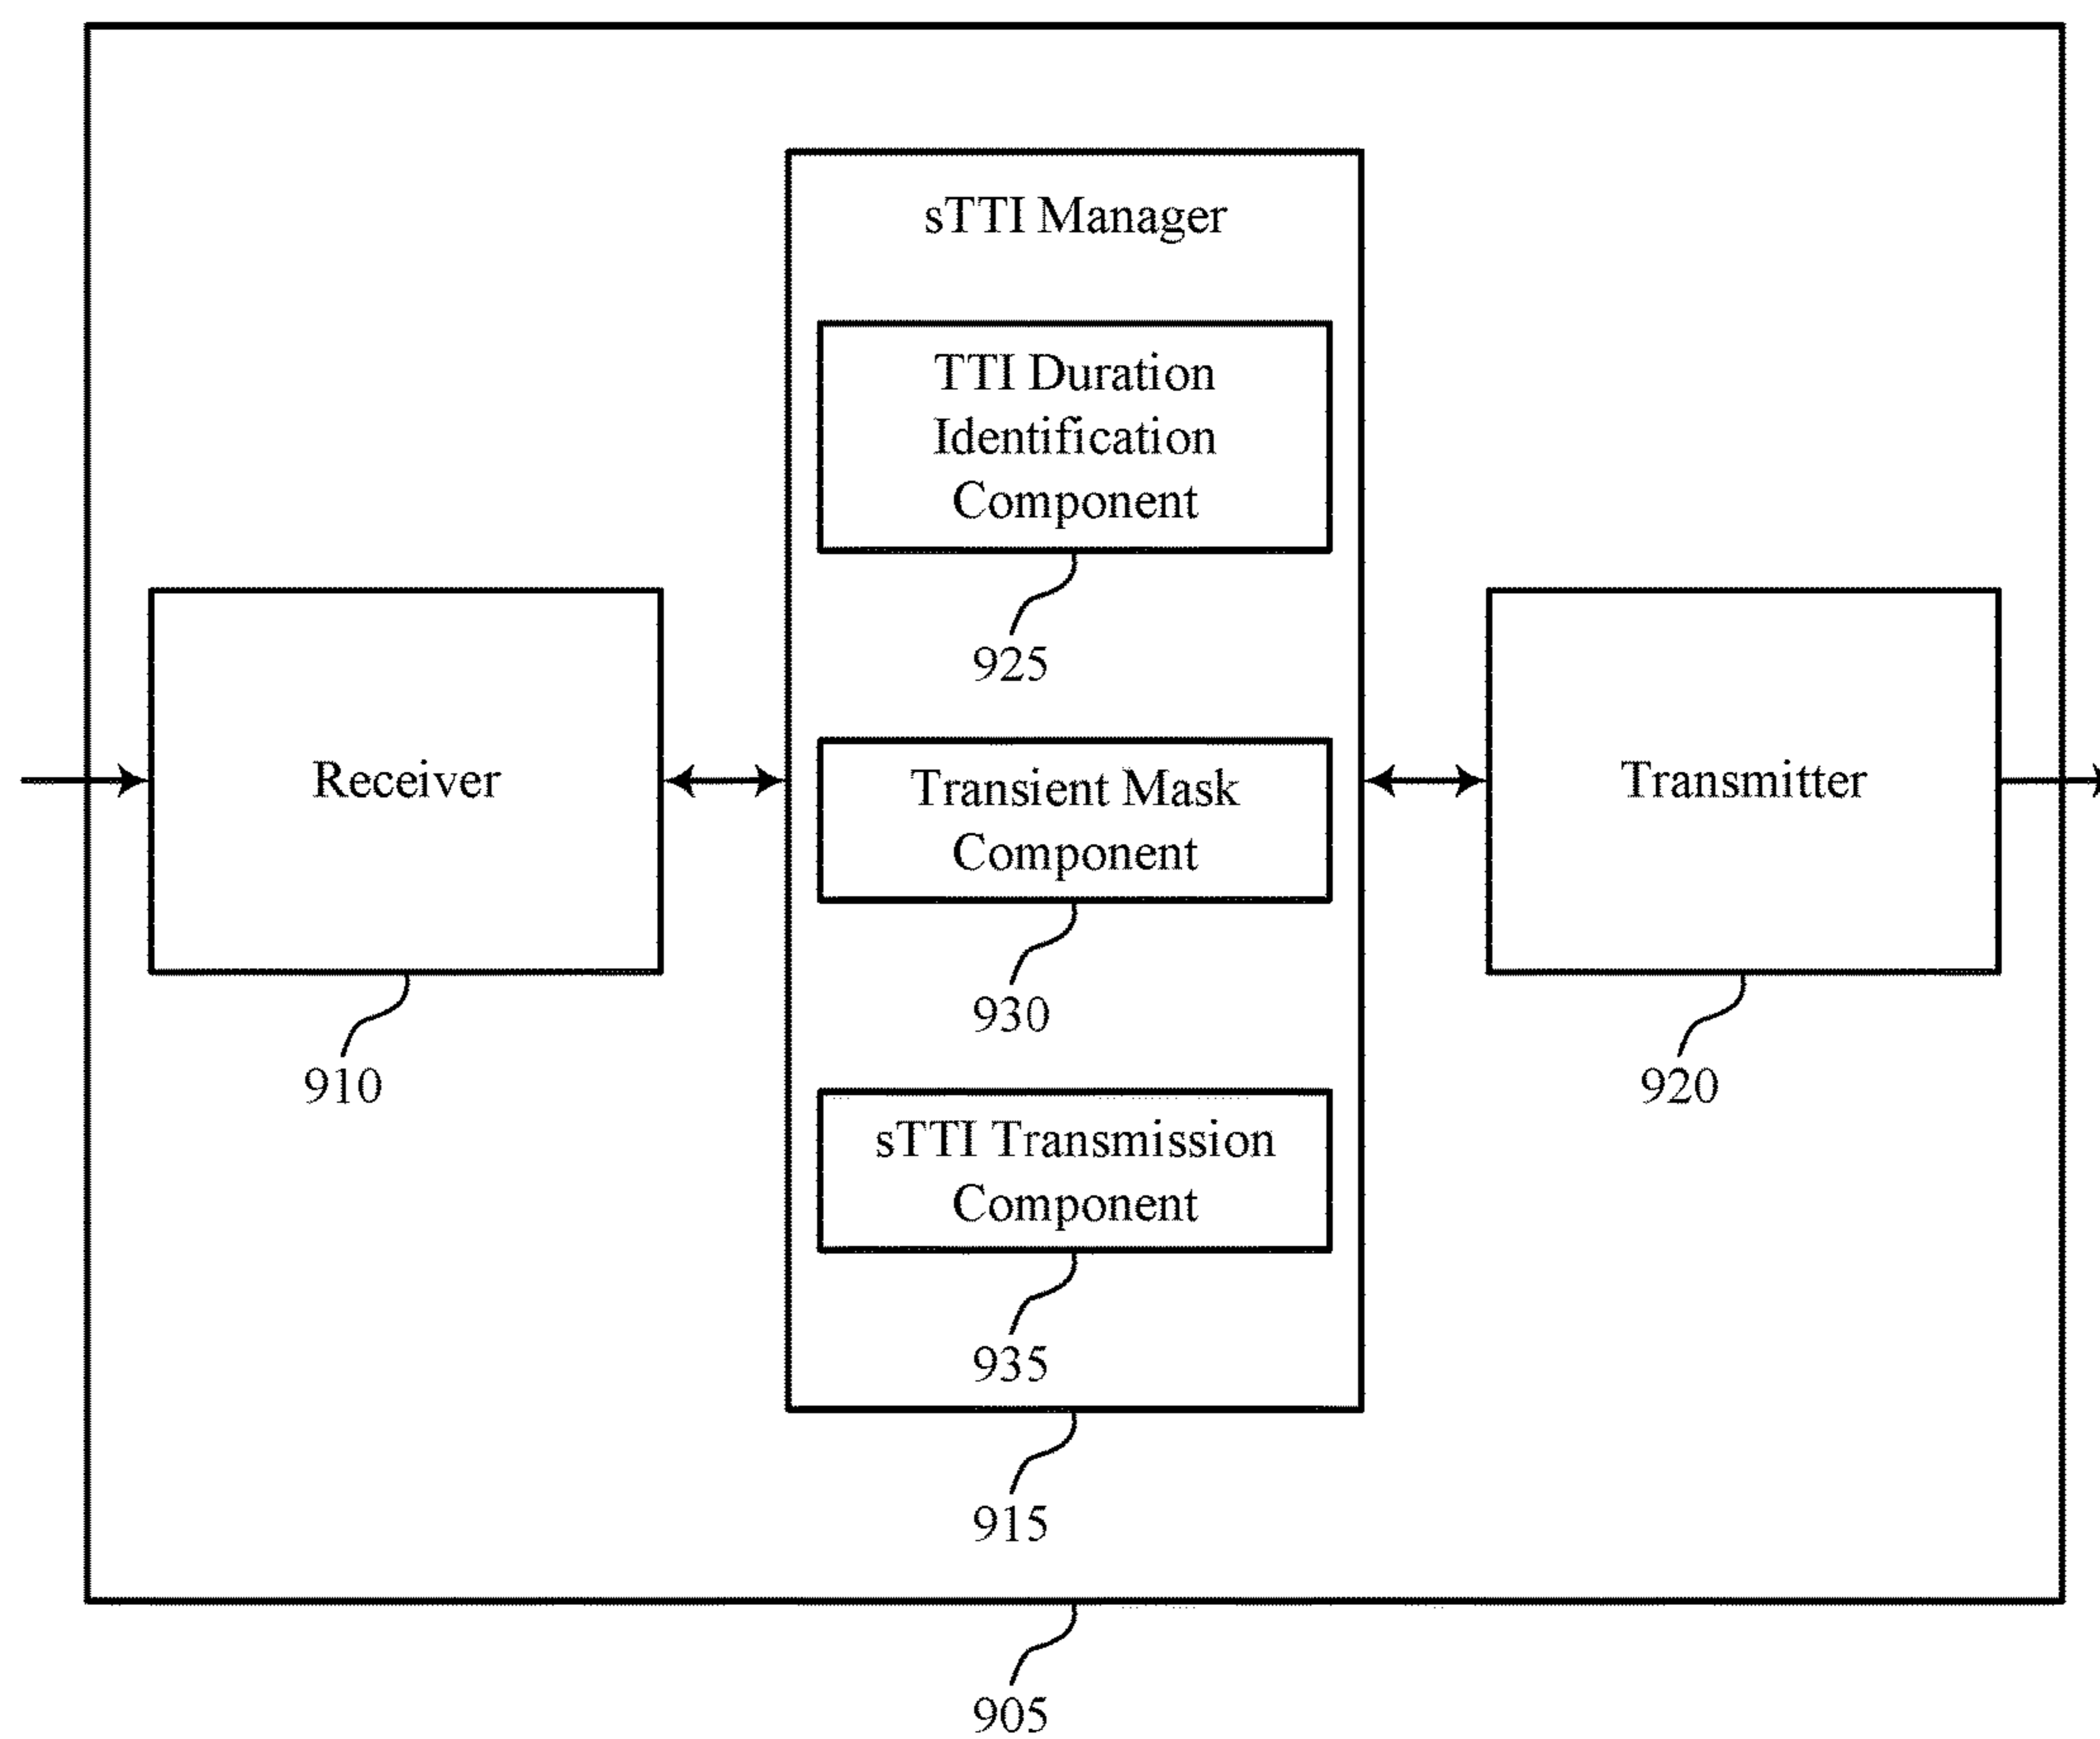 sTTI Manager
TTI Duration
Identification
Component
925
Receiver
910
Transient Mask
Component
930
Transmitter
920
sTTI Transmission
Component
935
915
905